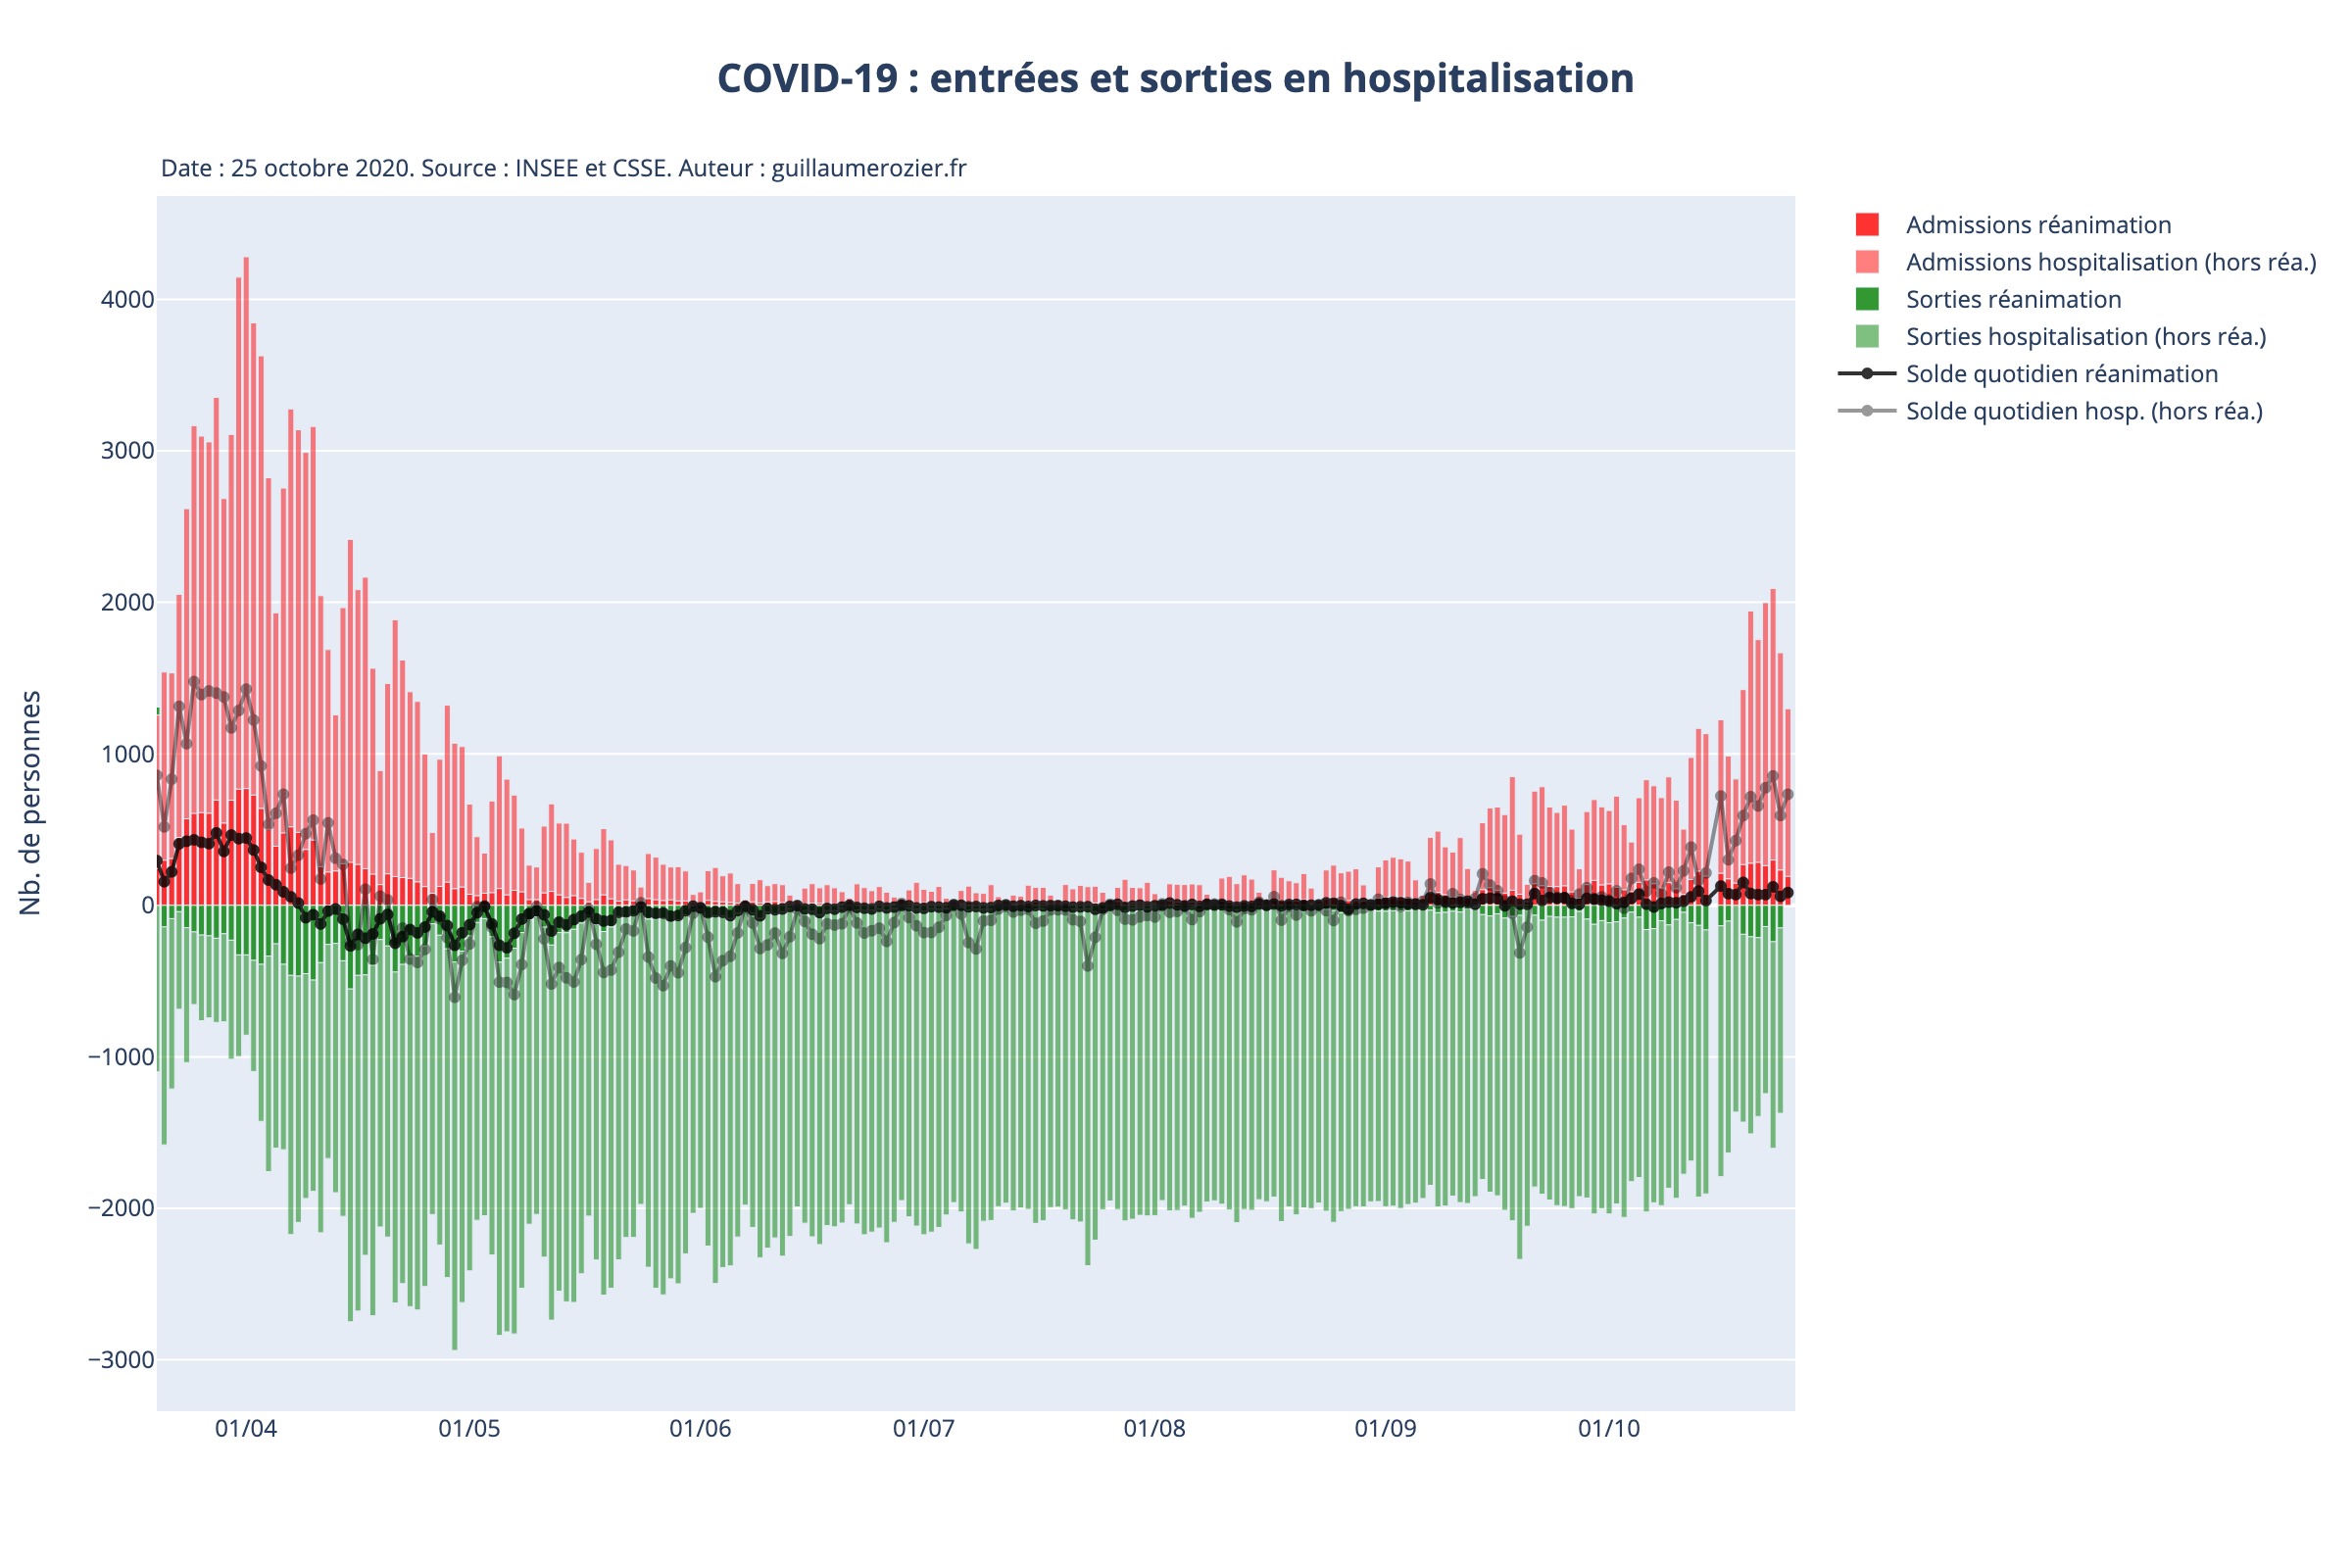 COVID-19 : entrées et sorties en hospitalisation
Date : 25 octobre 2020. Source : INSEE et CSSE. Auteur : guillaumerozier.fr
Admissions réanimation
Admissions hospitalisation (hors réa.)
Sorties réanimation
Sorties hospitalisation (hors réa.)
Solde quotidien réanimation
Solde quotidien hosp. (hors réa.)
Nb. de personnes
4000
3000
2000
1000
0
−1000
−2000
−3000
01/04 01/05 01/06 01/07 01/08 01/09 01/10